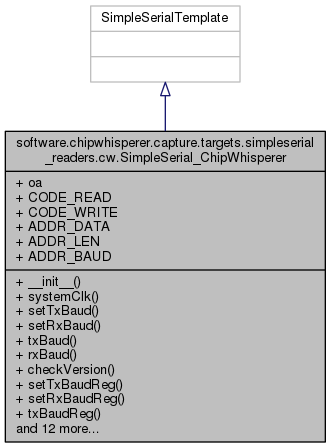 SimpleSerialTemplate
software.chipwhisperer.capture.targets.simpleserial
_readers.cw.SimpleSerial_ChipWhisperer
+ oa
+ CODE_READ
+ CODE_WRITE
+ ADDR_DATA
+ ADDR_LEN
+ ADDR_BAUD
+ __init__()
+ systemClk()
+ setTxBaud()
+ setRxBaud()
+ txBaud()
+ rxBaud()
+ checkVersion()
+ setTxBaudReg()
+ setRxBaudReg()
+ txBaudReg()
and 12 more...